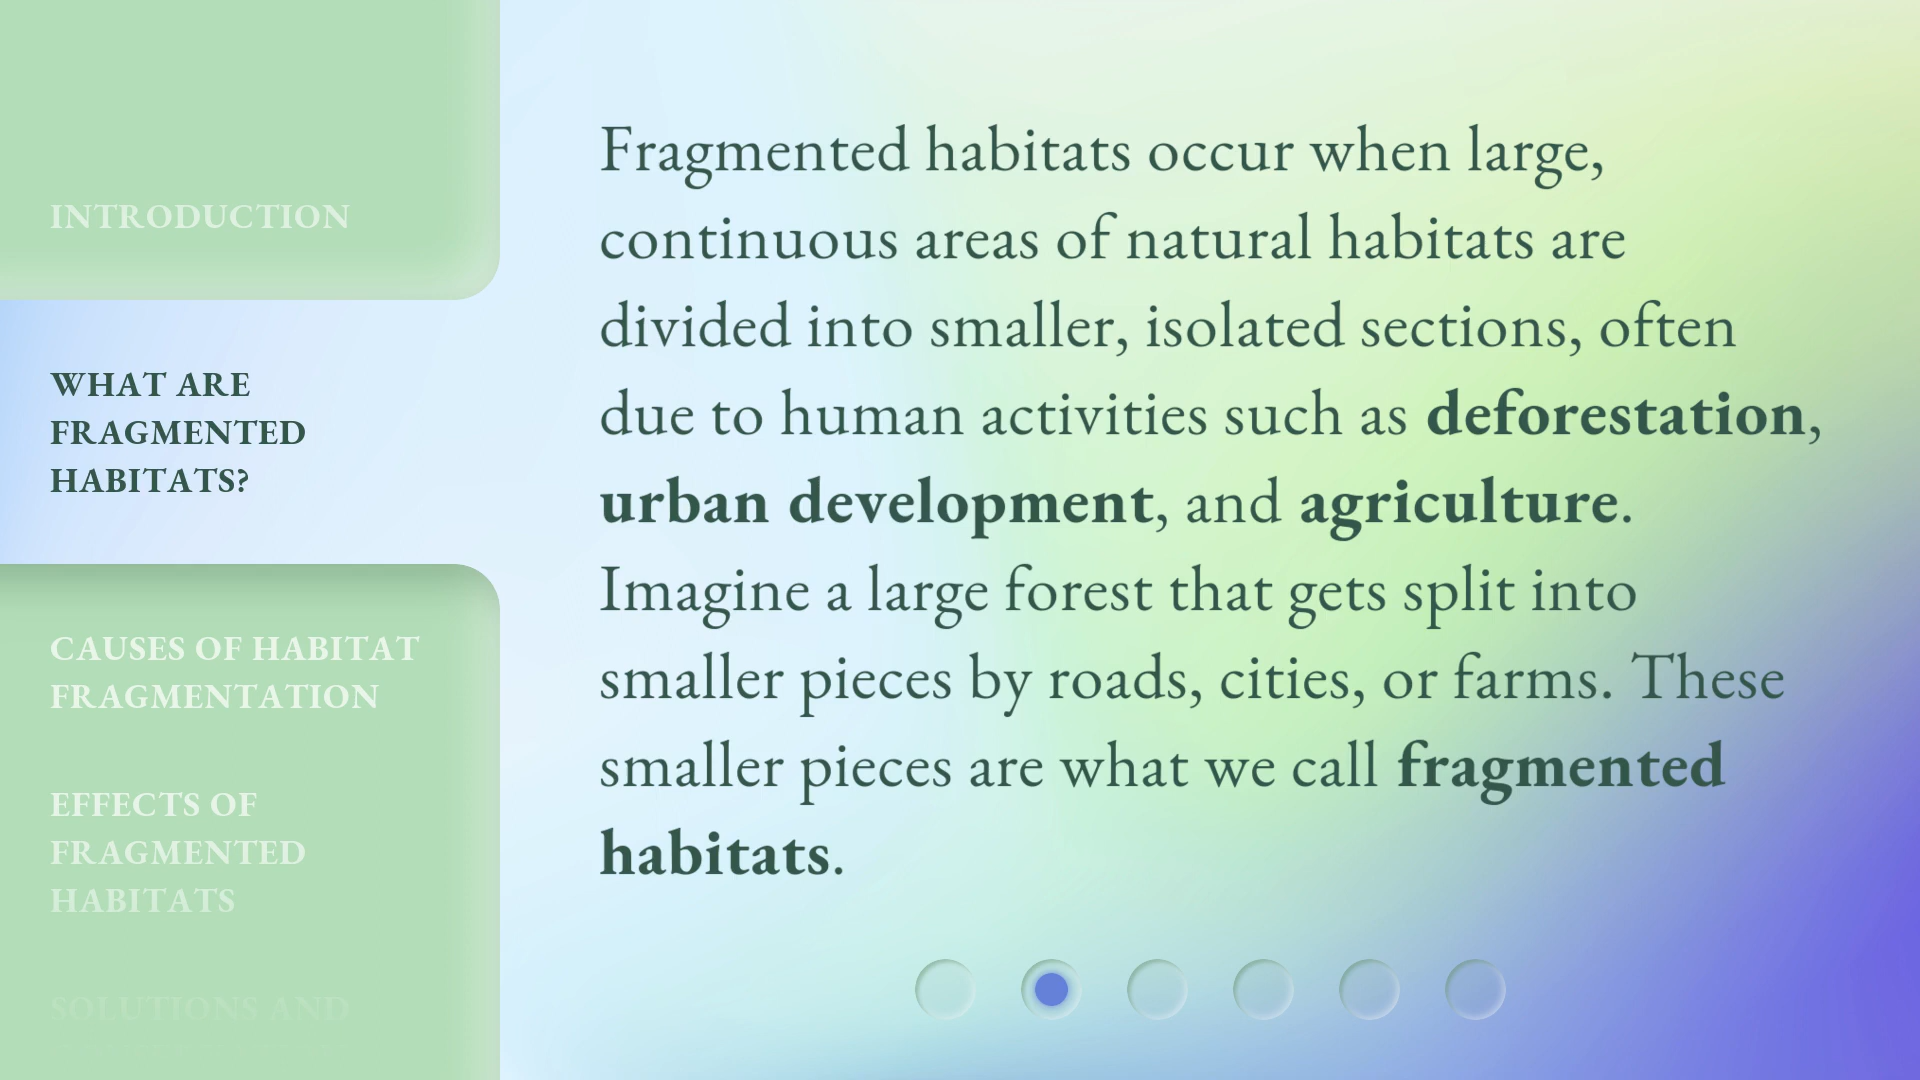 INTRODUCTION
WHAT ARE
FRAGMENTED
HABITATS?
CAUSES OF HABITAT
FRAGMENTATION
EFFECTS OF
FRAGMENTED
HABITATS
SOLUTIONS AND
Fragmented habitats occur when large,
continuous areas of natural habitats are
divided into smaller, isolated sections, often
due to human activities such as deforestation,
urban development, and agriculture.
Imagine a large forest that gets split into
smaller pieces by roads, cities, or farms. These
smaller pieces are what we call fragmented
habitats.